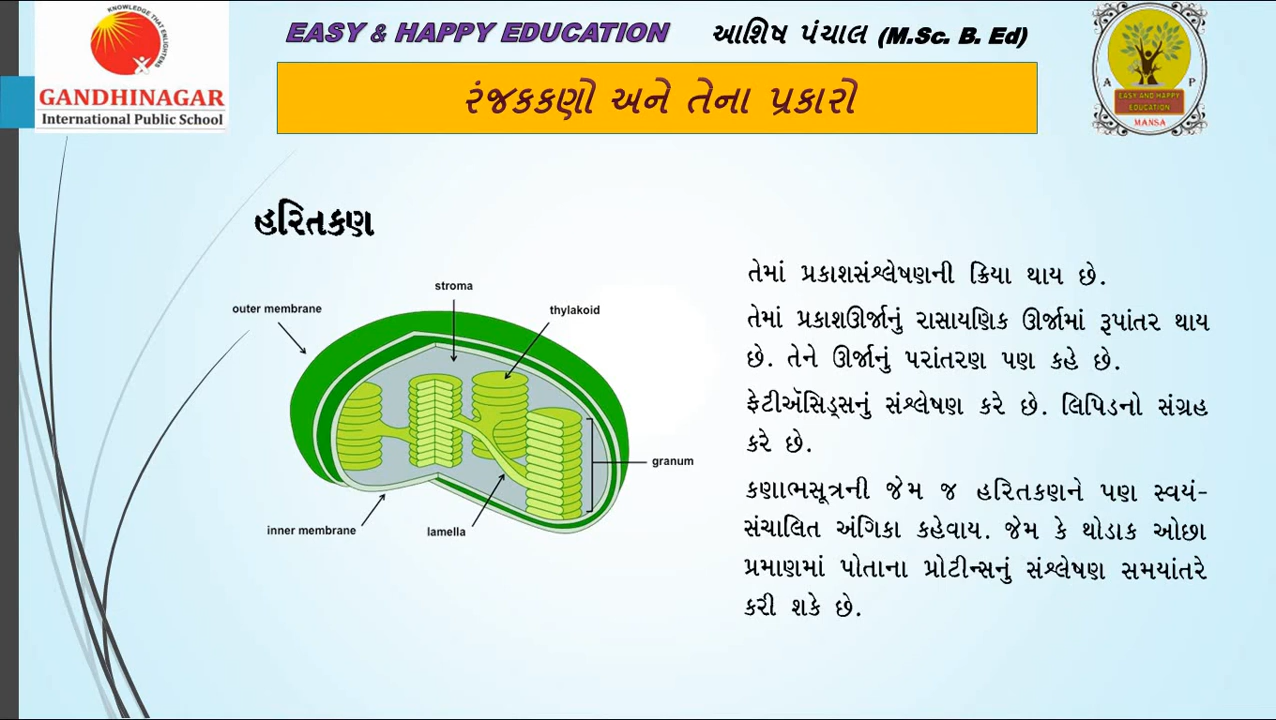 KNOWLEDGE THAT ENLIGHTENS
GANDHINAGAR
International Public School
EASY & HAPPY EDUCATION
આશિષ પંચાલ (M.Sc. B. Ed)
A P
EASY AND HAPPY
EDUCATION
MANSA
રંજકકણો અને તેના પ્રકારો
હરિતકણ
stroma
outer membrane
thylakoid
granum
inner membrane
lamella
તેમાં પ્રકાશસંશ્લેષણની ક્રિયા થાય છે.
તેમાં પ્રકાશઊર્જાનું રાસાયણિક ઊર્જામાં રૂપાંતર થાય
છે. તેને ઊર્જાનું પરાંતરણ પણ કહે છે.
ફેટીઍસિડ્સનું સંશ્લેષણ કરે છે. લિપિડનો સંગ્રહ
કરે છે.
કણાભસૂત્રની જેમ જ હરિતકણને પણ સ્વયં-
સંચાલિત અંગિકા કહેવાય. જેમ કે થોડાક ઓછા
પ્રમાણમાં પોતાના પ્રોટીન્સનું સંશ્લેષણ સમયાંતરે
કરી શકે છે.